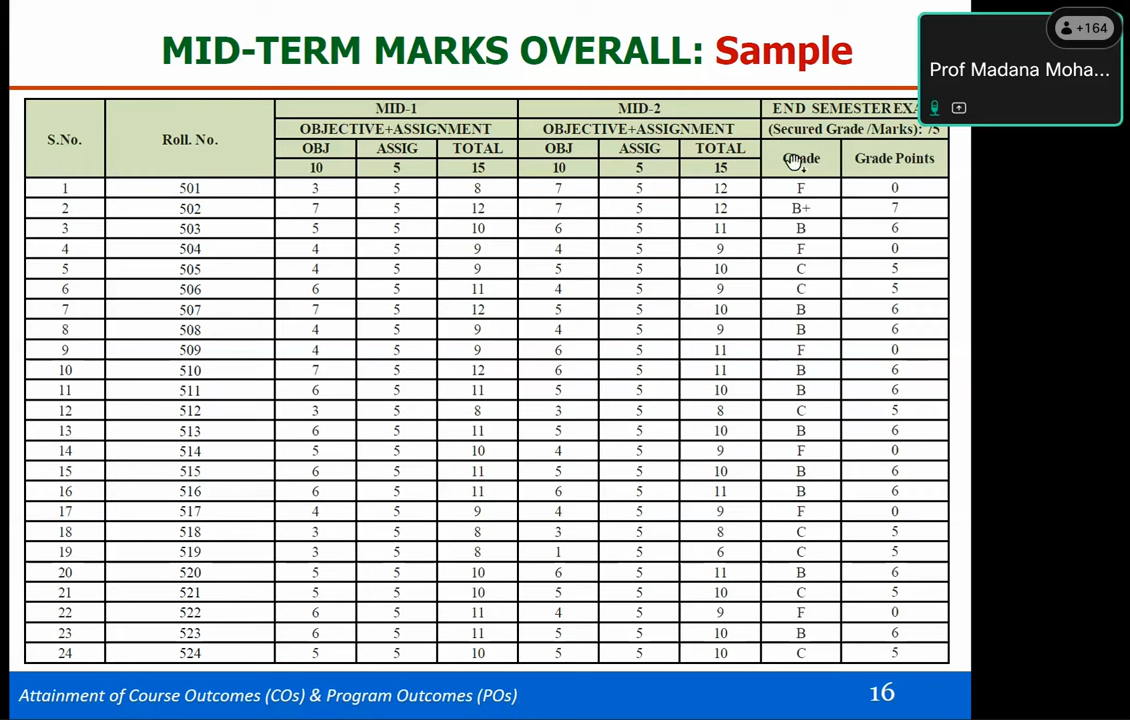 MID-TERM MARKS OVERALL: Sample
+164
Prof Madana Moha...
S.No. Roll. No. MID-1 MID-2 END SEMESTER EXA
OBJECTIVE+ASSIGNMENT OBJECTIVE+ASSIGNMENT (Secured Grade /Marks): 75
OBJ ASSIG TOTAL OBJ ASSIG TOTAL Grade Grade Points
10 5 15 10 5 15
1 501 3 5 8 7 5 12 F 0
2 502 7 5 12 7 5 12 B+ 7
3 503 5 5 10 6 5 11 B 6
4 504 4 5 9 4 5 9 F 0
5 505 4 5 9 5 5 10 C 5
6 506 6 5 11 4 5 9 C 5
7 507 7 5 12 5 5 10 B 6
8 508 4 5 9 4 5 9 B 6
9 509 4 5 9 6 5 11 F 0
10 510 7 5 12 6 5 11 B 6
11 511 6 5 11 5 5 10 B 6
12 512 3 5 8 3 5 8 C 5
13 513 6 5 11 5 5 10 B 6
14 514 5 5 10 4 5 9 F 0
15 515 6 5 11 5 5 10 B 6
16 516 6 5 11 6 5 11 B 6
17 517 4 5 9 4 5 9 F 0
18 518 3 5 8 3 5 8 C 5
19 519 3 5 8 1 5 6 C 5
20 520 5 5 10 6 5 11 B 6
21 521 5 5 10 5 5 10 C 5
22 522 6 5 11 4 5 9 F 0
23 523 6 5 11 5 5 10 B 6
24 524 5 5 10 5 5 10 C 5
Attainment of Course Outcomes (COs) & Program Outcomes (POs) 16